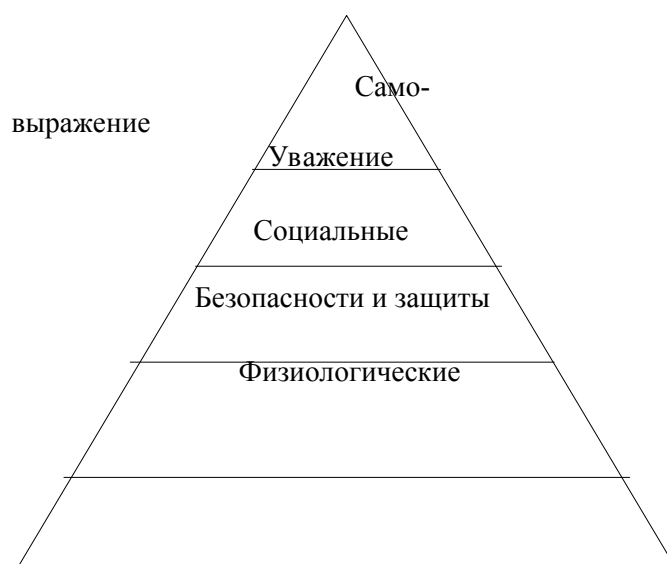 Само-
выражение
Уважение
Социальные
Безопасности и защиты
Физиологические